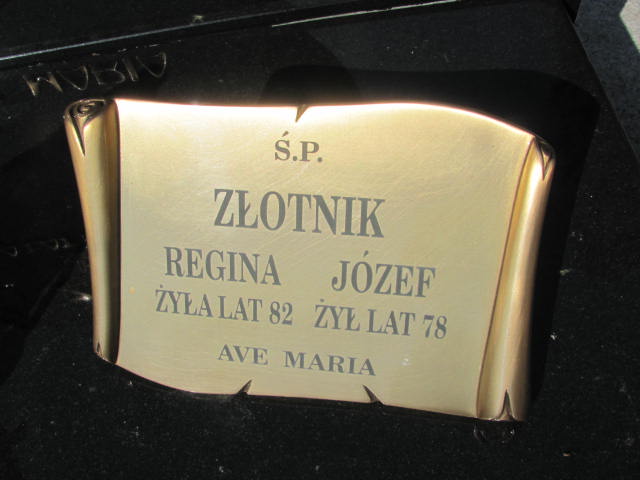 Ś.P.
ZŁOTNIK
REGINA JÓZEF
ŻYŁA LAT 82 ŻYŁ LAT 78
AVE MARIA